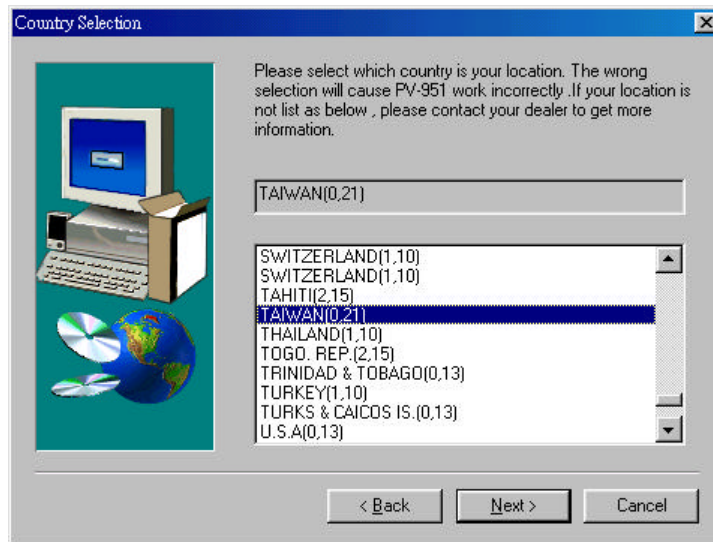 Country Selection
Please select which country is your location. The wrong
selection will cause PV-951 work incorrectly .If your location is
not list as below , please contact your dealer to get more
information.
TAIWAN(0,21)
SWITZERLAND(1,10)
SWITZERLAND(1,10)
TAHITI(2,15)
TAIWAN(0,21)
THAILAND(1,10)
TOGO. REP.(2,15)
TRINIDAD & TOBAGO(0,13)
TURKEY(1,10)
TURKS & CAICOS IS.(0,13)
U.S.A(0,13)
< Back
Next >
Cancel